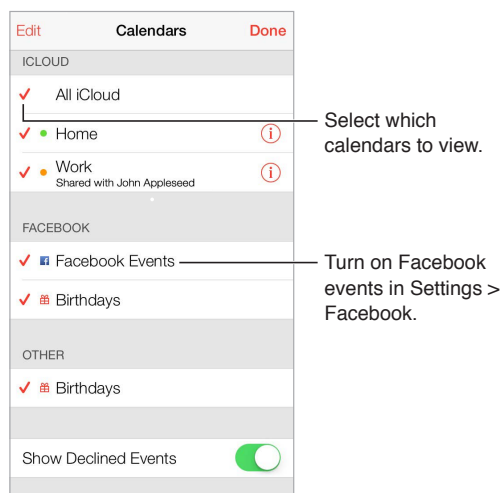 Edit Calendars Done
ICLOUD
All iCloud
Home
Work
Shared with John Appleseed
Select which
calendars to view.
FACEBOOK
Facebook Events
Birthdays
Turn on Facebook
events in Settings >
Facebook.
OTHER
Birthdays
Show Declined Events